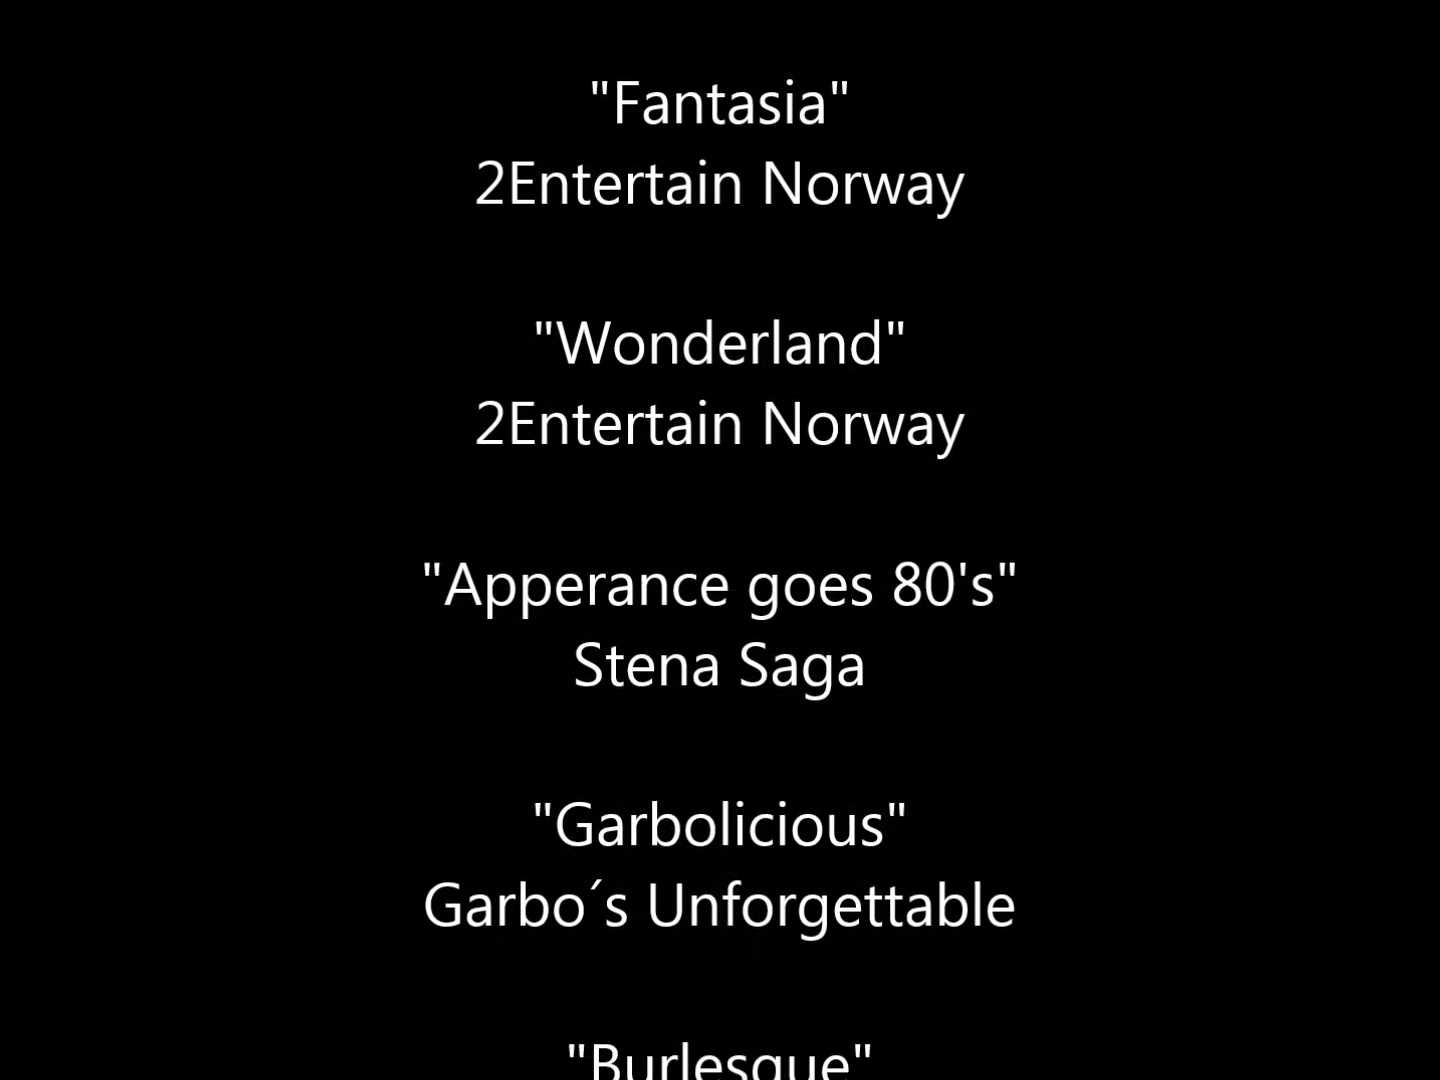 "Fantasia"
2Entertain Norway
"Wonderland"
2Entertain Norway
"Apperance goes 80's"
Stena Saga
"Garbolicious"
Garbo´s Unforgettable
"Burlesque"